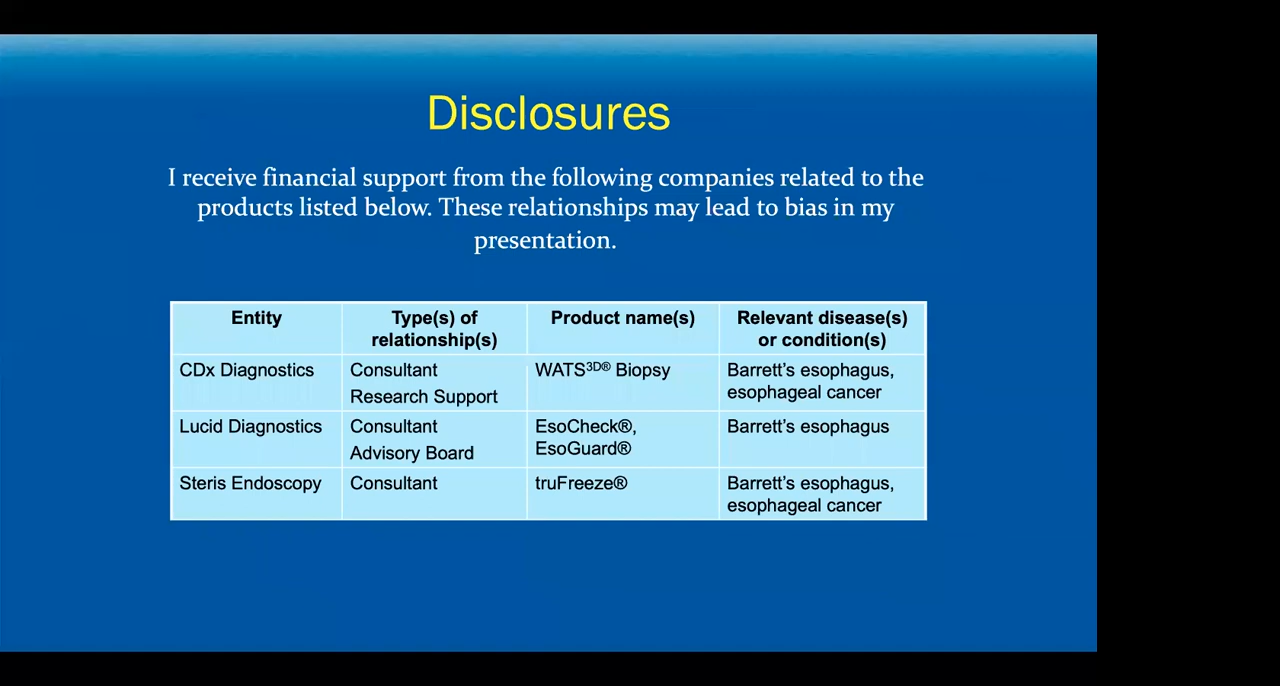 Disclosures
I receive financial support from the following companies related to the
products listed below. These relationships may lead to bias in my
presentation.
Entity
Type(s) of
relationship(s)
Product name(s)
Relevant disease(s)
or condition(s)
CDx Diagnostics
Consultant
Research Support
WATS³ᴰ® Biopsy
Barrett’s esophagus,
esophageal cancer
Lucid Diagnostics
Consultant
Advisory Board
EsoCheck®,
EsoGuard®
Barrett’s esophagus
Steris Endoscopy
Consultant
truFreeze®
Barrett’s esophagus,
esophageal cancer